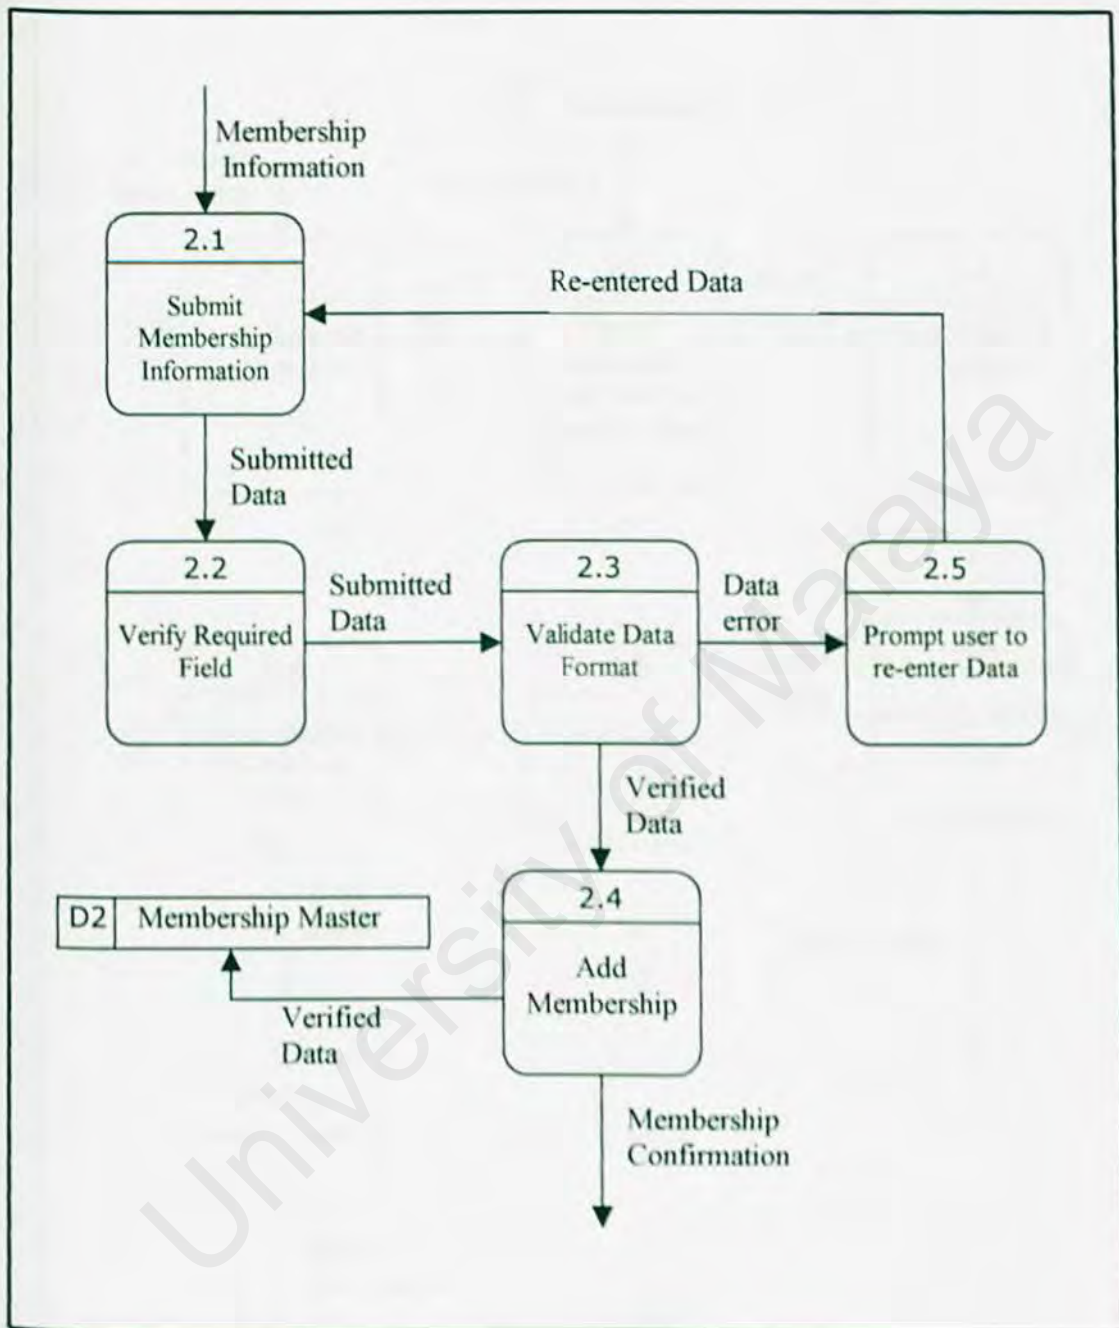 Membership
Information
2.1
Submit
Membership
Information
Re-entered Data
Submitted
Data
2.2
Verify Required
Field
Submitted
Data
2.3
Validate Data
Format
Data
error
2.5
Prompt user to
re-enter Data
Verified
Data
D2 Membership Master
2.4
Add
Membership
Verified
Data
Membership
Confirmation
University of Malaya